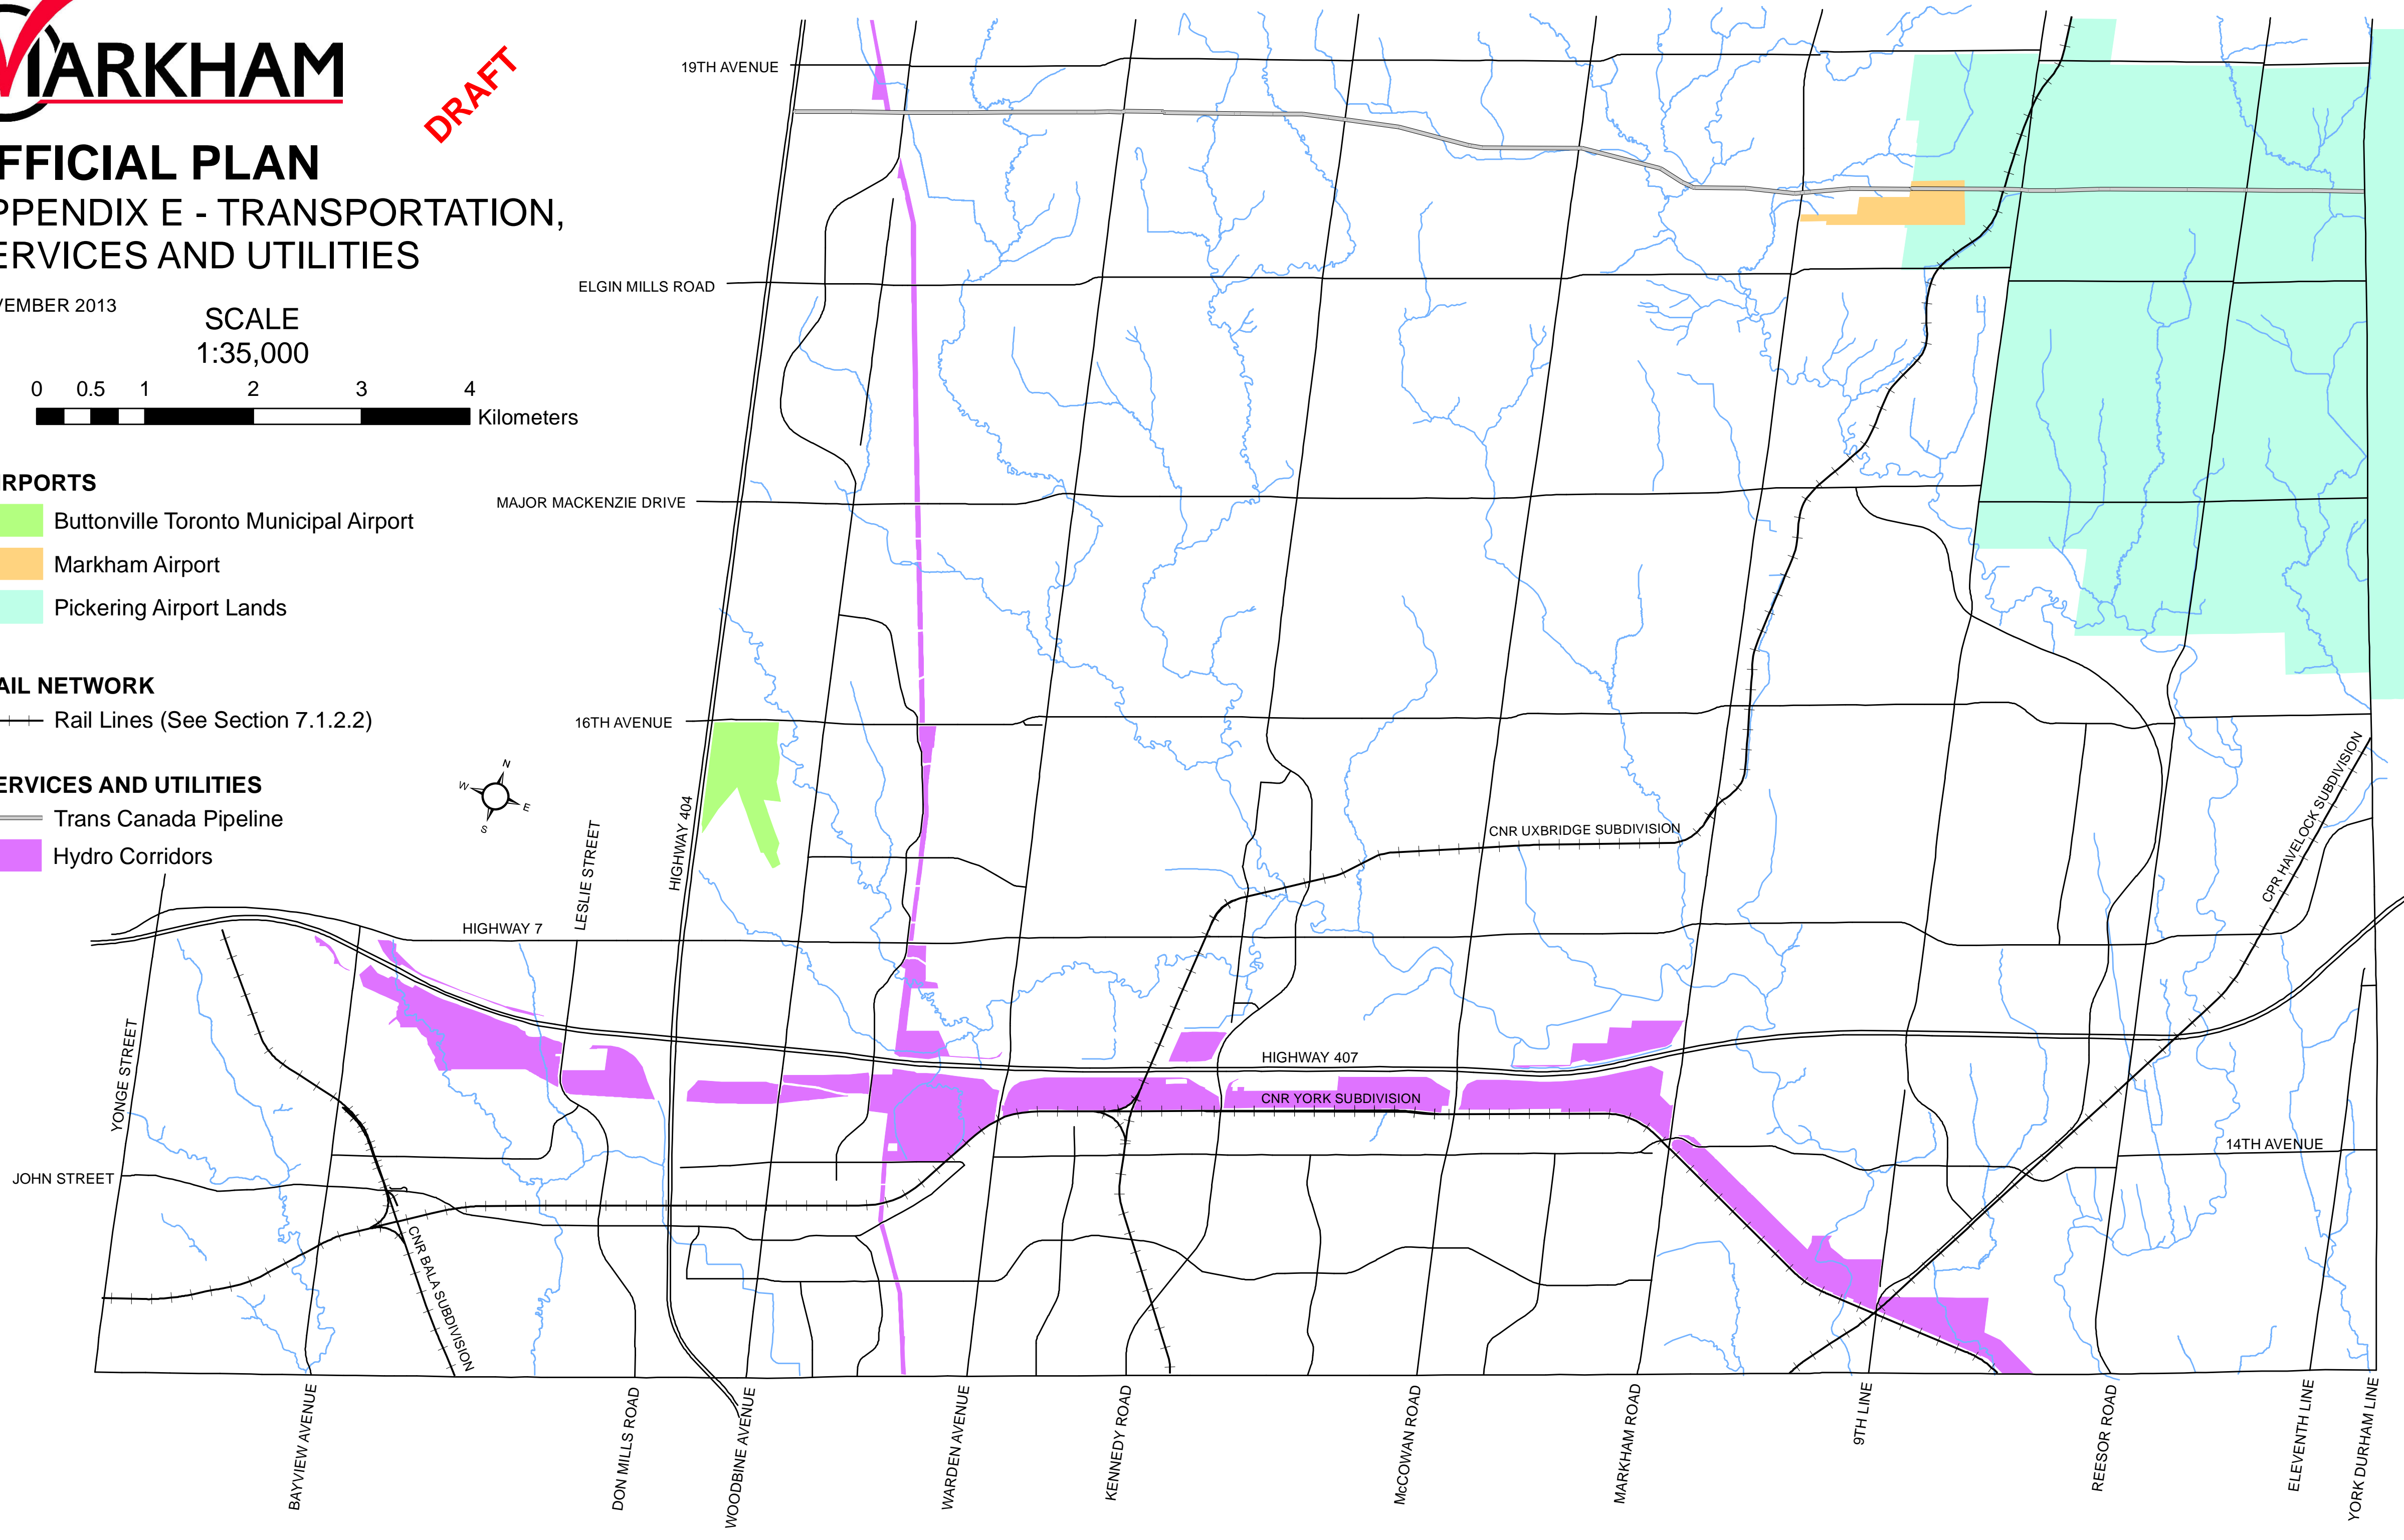 MARKHAM
DRAFT
FFICIAL PLAN
PPENDIX E - TRANSPORTATION,
ERVICES AND UTILITIES
VEMBER 2013
SCALE
1:35,000
0 0.5 1 2 3 4
Kilometers
IRPORTS
Buttonville Toronto Municipal Airport
Markham Airport
Pickering Airport Lands
AIL NETWORK
Rail Lines (See Section 7.1.2.2)
ERVICES AND UTILITIES
Trans Canada Pipeline
Hydro Corridors
N
W
E
S
19TH AVENUE
ELGIN MILLS ROAD
MAJOR MACKENZIE DRIVE
16TH AVENUE
HIGHWAY 404
LESLIE STREET
HIGHWAY 7
CNR UXBRIDGE SUBDIVISION
CPR HAVELOCK SUBDIVISION
YONGE STREET
HIGHWAY 407
CNR YORK SUBDIVISION
14TH AVENUE
JOHN STREET
CNR BALA SUBDIVISION
BAYVIEW AVENUE
DON MILLS ROAD
WOODBINE AVENUE
WARDEN AVENUE
KENNEDY ROAD
McCOWAN ROAD
MARKHAM ROAD
9TH LINE
REESOR ROAD
ELEVENTH LINE
YORK DURHAM LINE